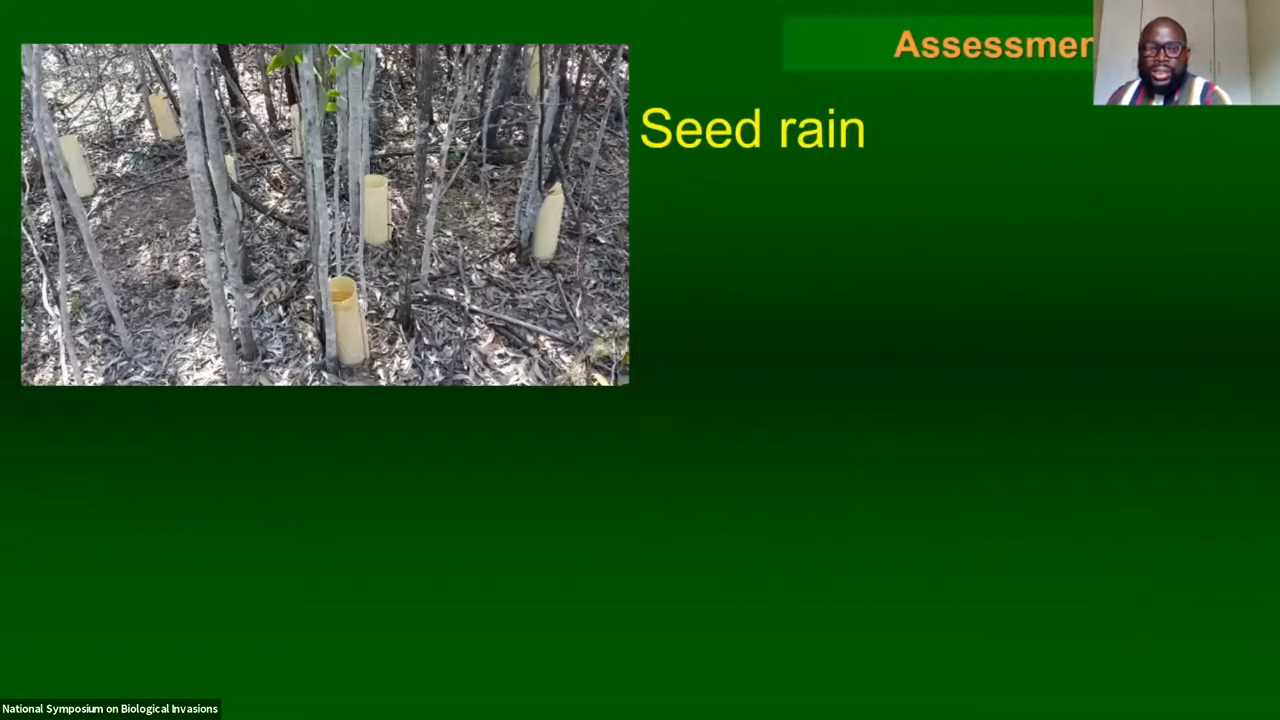 Assessmen
Seed rain
National Symposium on Biological Invasions